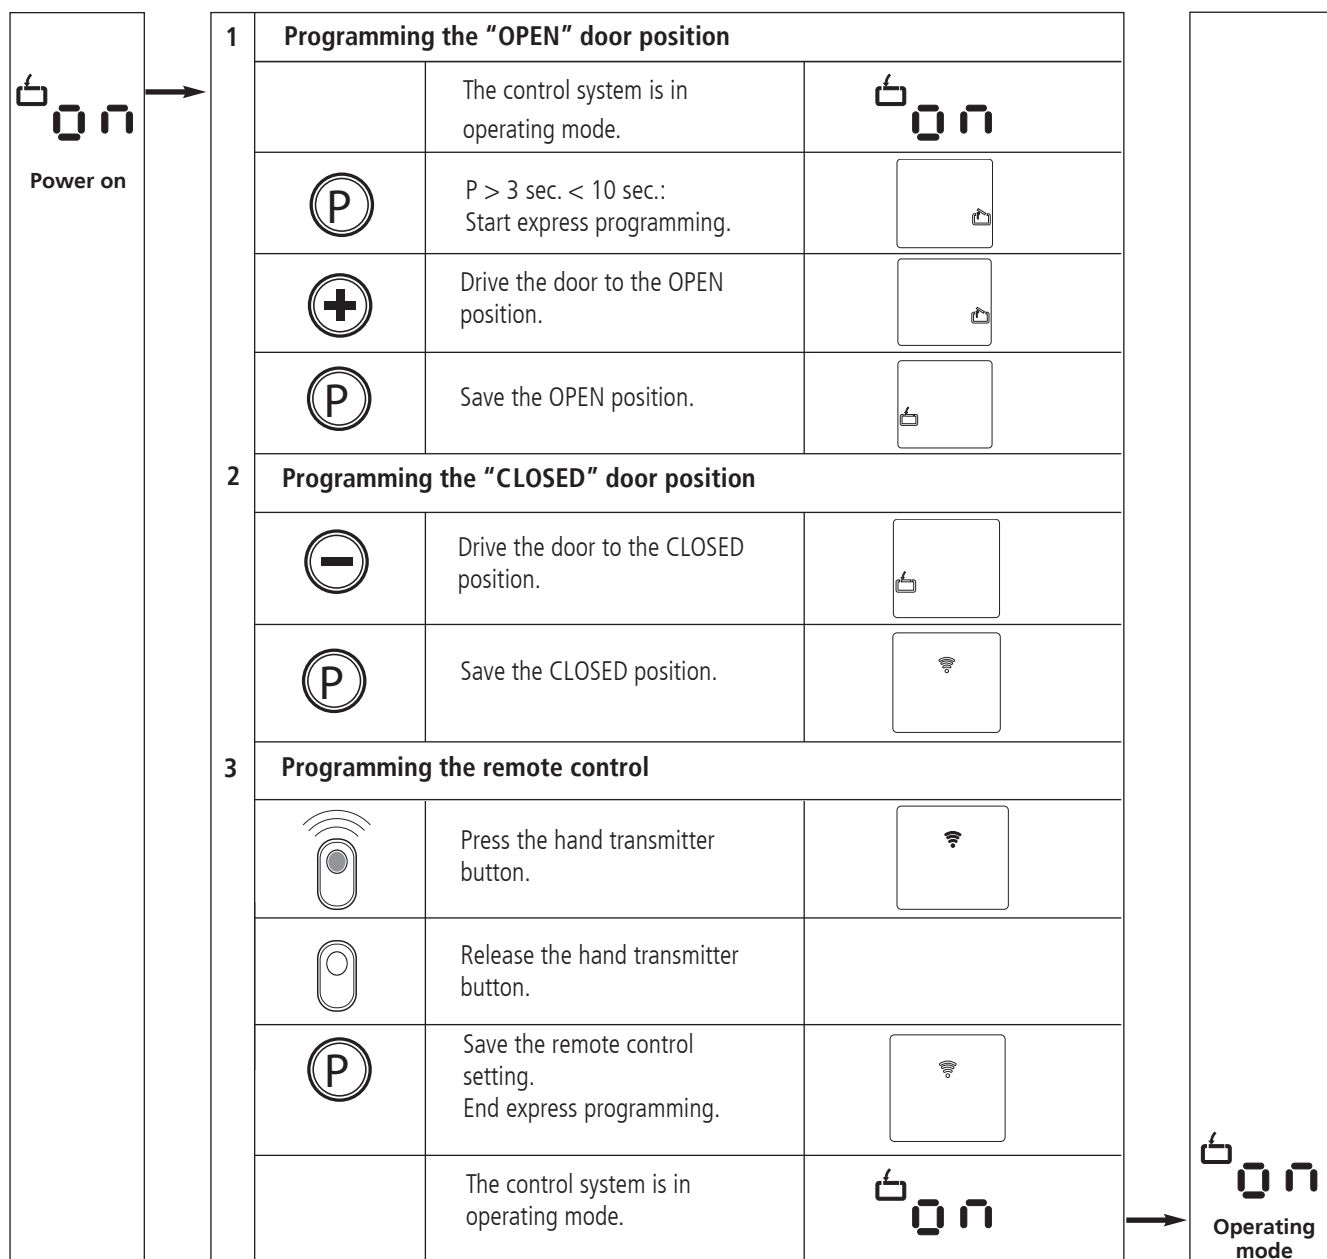 on
Power on
1 Programming the “OPEN” door position
The control system is in
operating mode.
on
P
P > 3 sec. < 10 sec.:
Start express programming.
Drive the door to the OPEN
position.
P
Save the OPEN position.
2 Programming the “CLOSED” door position
Drive the door to the CLOSED
position.
P
Save the CLOSED position.
3 Programming the remote control
Press the hand transmitter
button.
Release the hand transmitter
button.
P
Save the remote control
setting.
End express programming.
The control system is in
operating mode.
on
on
Operating
mode